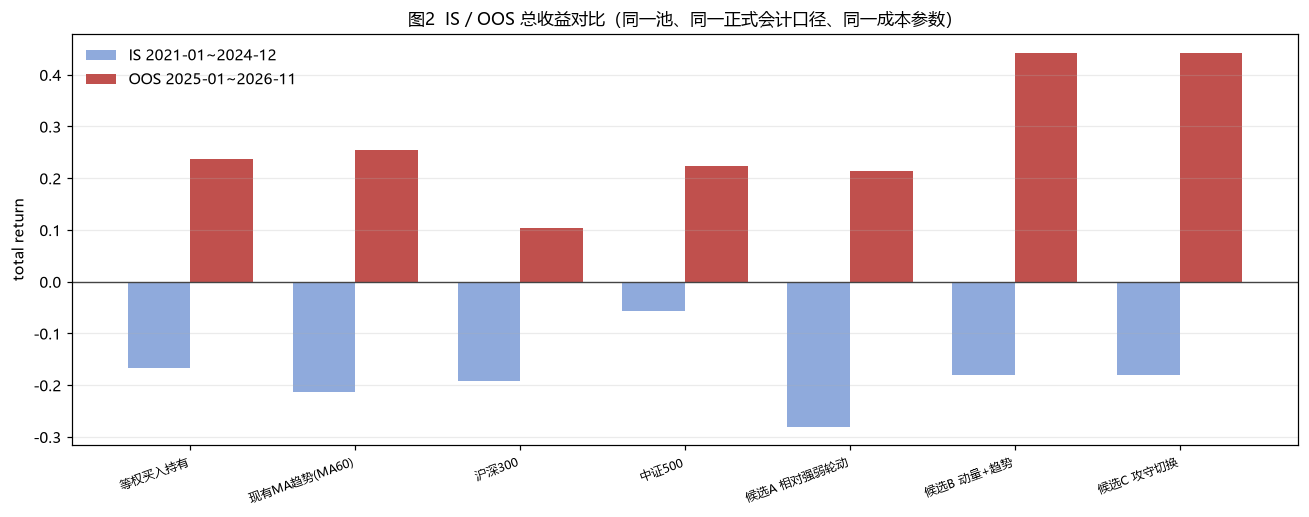 图2 IS / OOS 总收益对比（同一池、同一正式会计口径、同一成本参数）
IS 2021-01~2024-12
OOS 2025-01~2026-11
total return
0.4
0.3
0.2
0.1
0.0
-0.1
-0.2
-0.3
等权买入持有
现有MA趋势(MA60)
沪深300
中证500
候选A 相对强弱轮动
候选B 动量+趋势
候选C 攻守切换